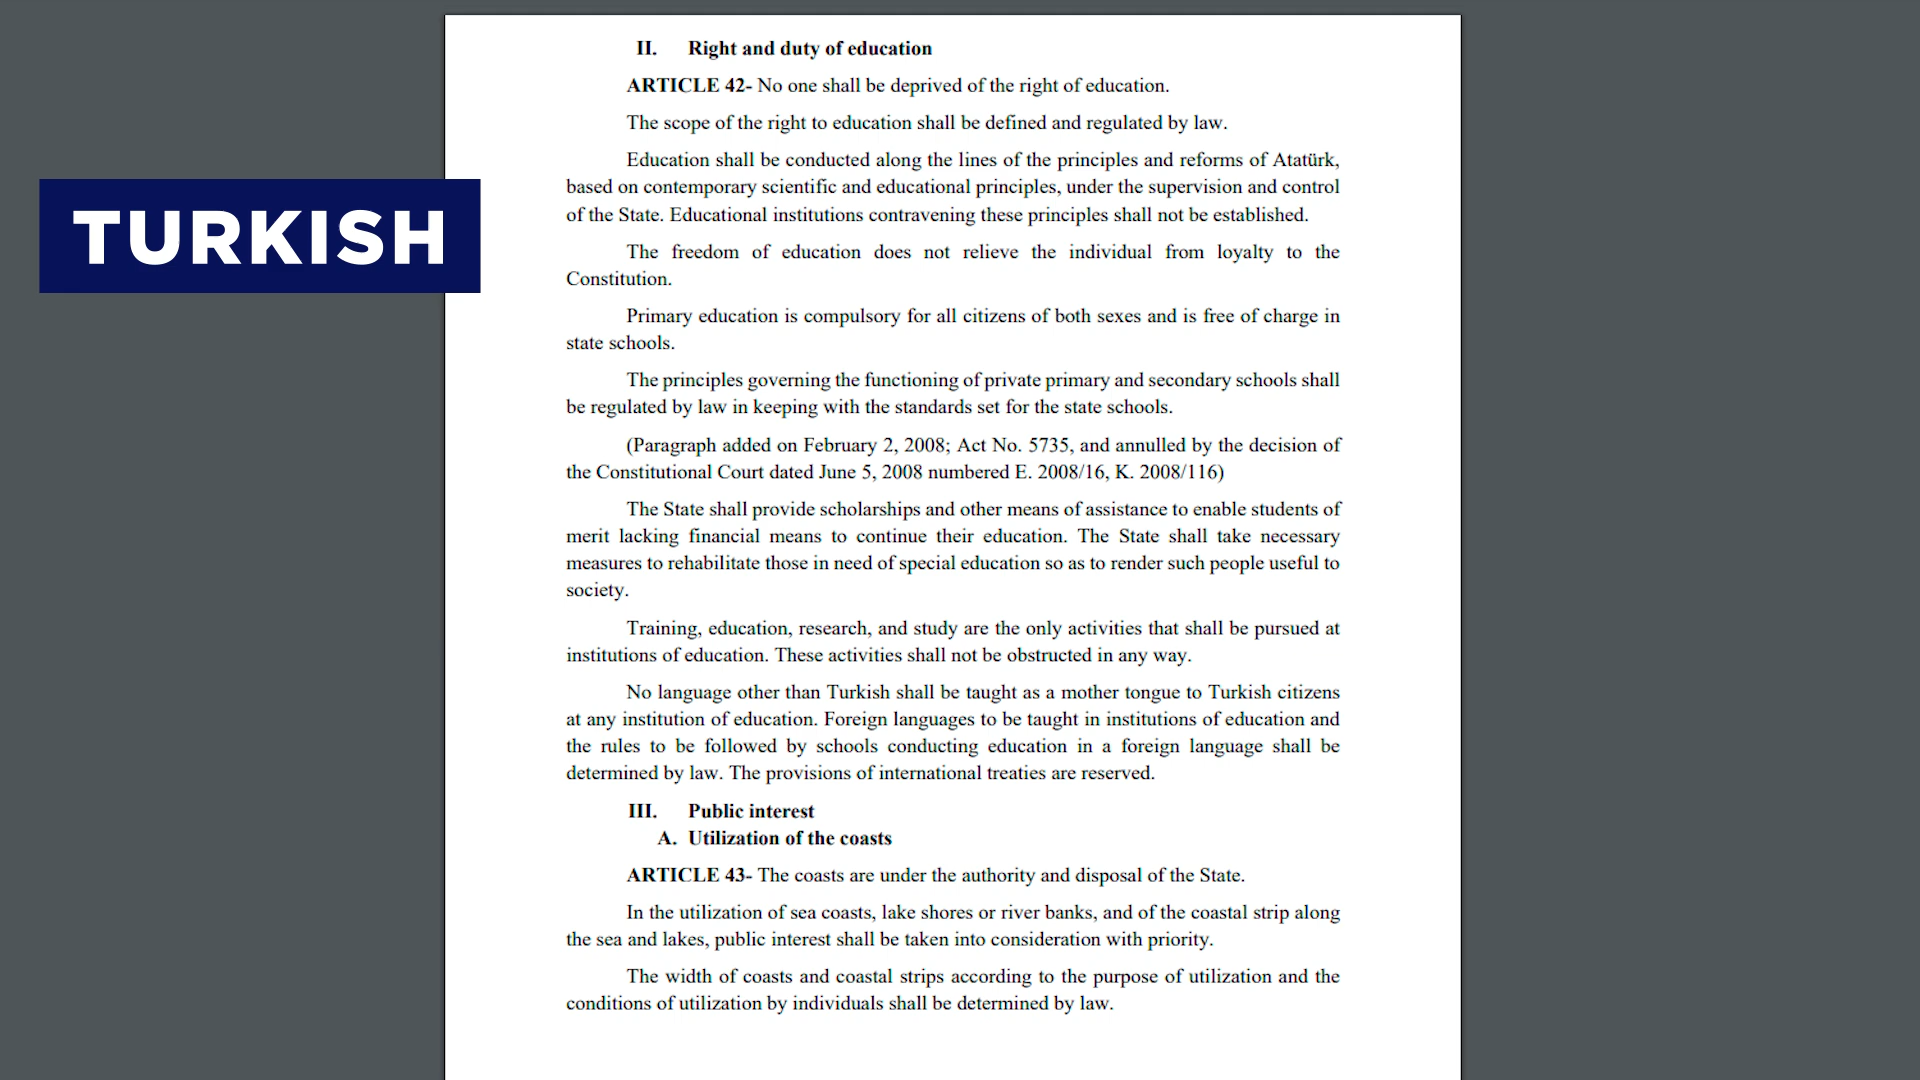 TURKISH
II. Right and duty of education
ARTICLE 42- No one shall be deprived of the right of education.
The scope of the right to education shall be defined and regulated by law.
Education shall be conducted along the lines of the principles and reforms of Atatürk,
based on contemporary scientific and educational principles, under the supervision and control
of the State. Educational institutions contravening these principles shall not be established.
The freedom of education does not relieve the individual from loyalty to the
Constitution.
Primary education is compulsory for all citizens of both sexes and is free of charge in
state schools.
The principles governing the functioning of private primary and secondary schools shall
be regulated by law in keeping with the standards set for the state schools.
(Paragraph added on February 2, 2008; Act No. 5735, and annulled by the decision of
the Constitutional Court dated June 5, 2008 numbered E. 2008/16, K. 2008/116)
The State shall provide scholarships and other means of assistance to enable students of
merit lacking financial means to continue their education. The State shall take necessary
measures to rehabilitate those in need of special education so as to render such people useful to
society.
Training, education, research, and study are the only activities that shall be pursued at
institutions of education. These activities shall not be obstructed in any way.
No language other than Turkish shall be taught as a mother tongue to Turkish citizens
at any institution of education. Foreign languages to be taught in institutions of education and
the rules to be followed by schools conducting education in a foreign language shall be
determined by law. The provisions of international treaties are reserved.
III. Public interest
A. Utilization of the coasts
ARTICLE 43- The coasts are under the authority and disposal of the State.
In the utilization of sea coasts, lake shores or river banks, and of the coastal strip along
the sea and lakes, public interest shall be taken into consideration with priority.
The width of coasts and coastal strips according to the purpose of utilization and the
conditions of utilization by individuals shall be determined by law.